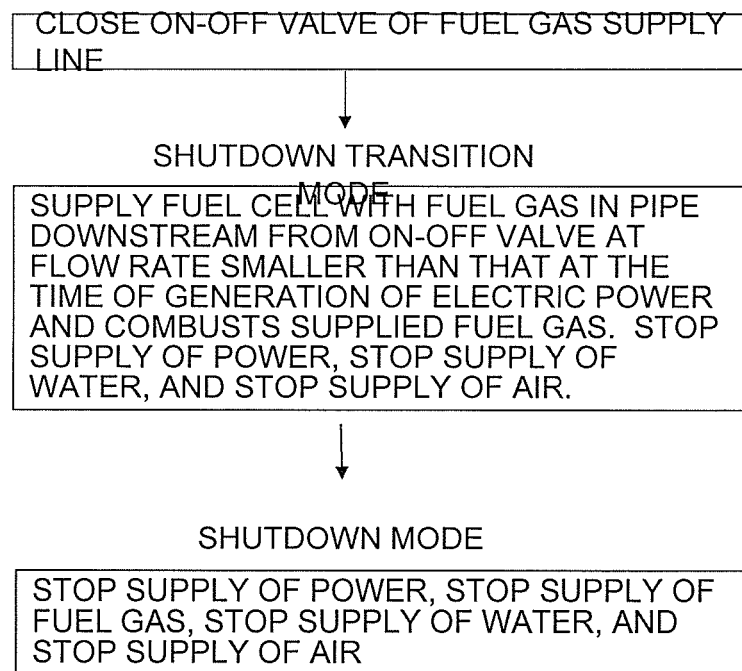 CLOSE ON-OFF VALVE OF FUEL GAS SUPPLY
LINE
SHUTDOWN TRANSITION
MODE
SUPPLY FUEL CELL WITH FUEL GAS IN PIPE
DOWNSTREAM FROM ON-OFF VALVE AT
FLOW RATE SMALLER THAN THAT AT THE
TIME OF GENERATION OF ELECTRIC POWER
AND COMBUSTS SUPPLIED FUEL GAS.  STOP
SUPPLY OF POWER, STOP SUPPLY OF
WATER, AND STOP SUPPLY OF AIR.
SHUTDOWN MODE
STOP SUPPLY OF POWER, STOP SUPPLY OF
FUEL GAS, STOP SUPPLY OF WATER, AND
STOP SUPPLY OF AIR